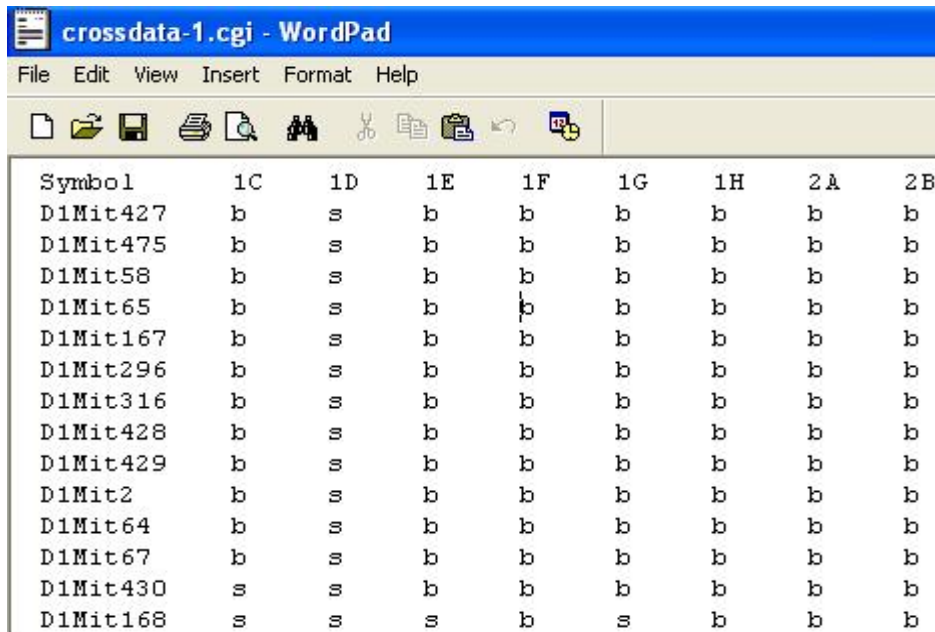 crossdata-1.cgi - WordPad
File Edit View Insert Format Help
Symbol 1C 1D 1E 1F 1G 1H 2A 2B
D1Mit427 b s b b b b b b
D1Mit475 b s b b b b b b
D1Mit58 b s b b b b b b
D1Mit65 b s b b b b b b
D1Mit167 b s b b b b b b
D1Mit296 b s b b b b b b
D1Mit316 b s b b b b b b
D1Mit428 b s b b b b b b
D1Mit429 b s b b b b b b
D1Mit2 b s b b b b b b
D1Mit64 b s b b b b b b
D1Mit67 b s b b b b b b
D1Mit430 s s b b b b b b
D1Mit168 s s s b s b b b